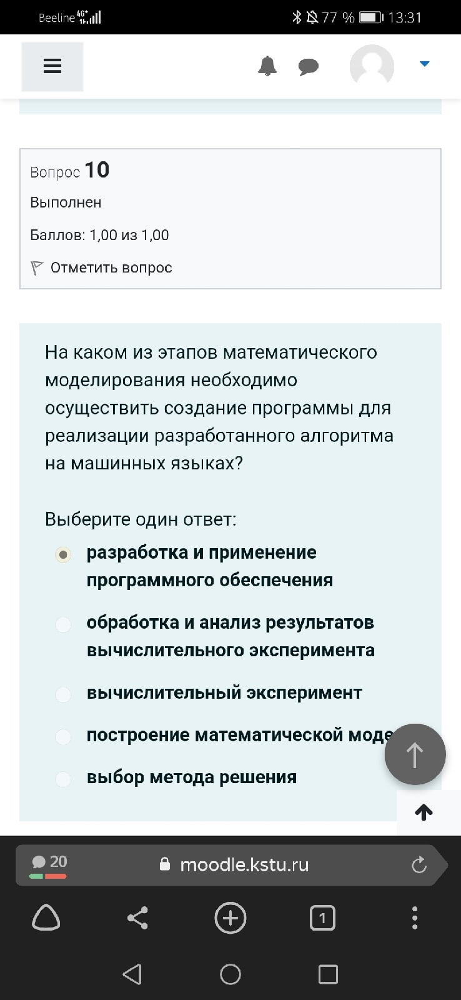 Beeline 4G+ 77 % 13:31
Вопрос 10
Выполнен
Баллов: 1,00 из 1,00
Отметить вопрос
На каком из этапов математического
моделирования необходимо
осуществить создание программы для
реализации разработанного алгоритма
на машинных языках?
Выберите один ответ:
разработка и применение
программного обеспечения
обработка и анализ результатов
вычислительного эксперимента
вычислительный эксперимент
построение математической моде
выбор метода решения
20 moodle.kstu.ru
1